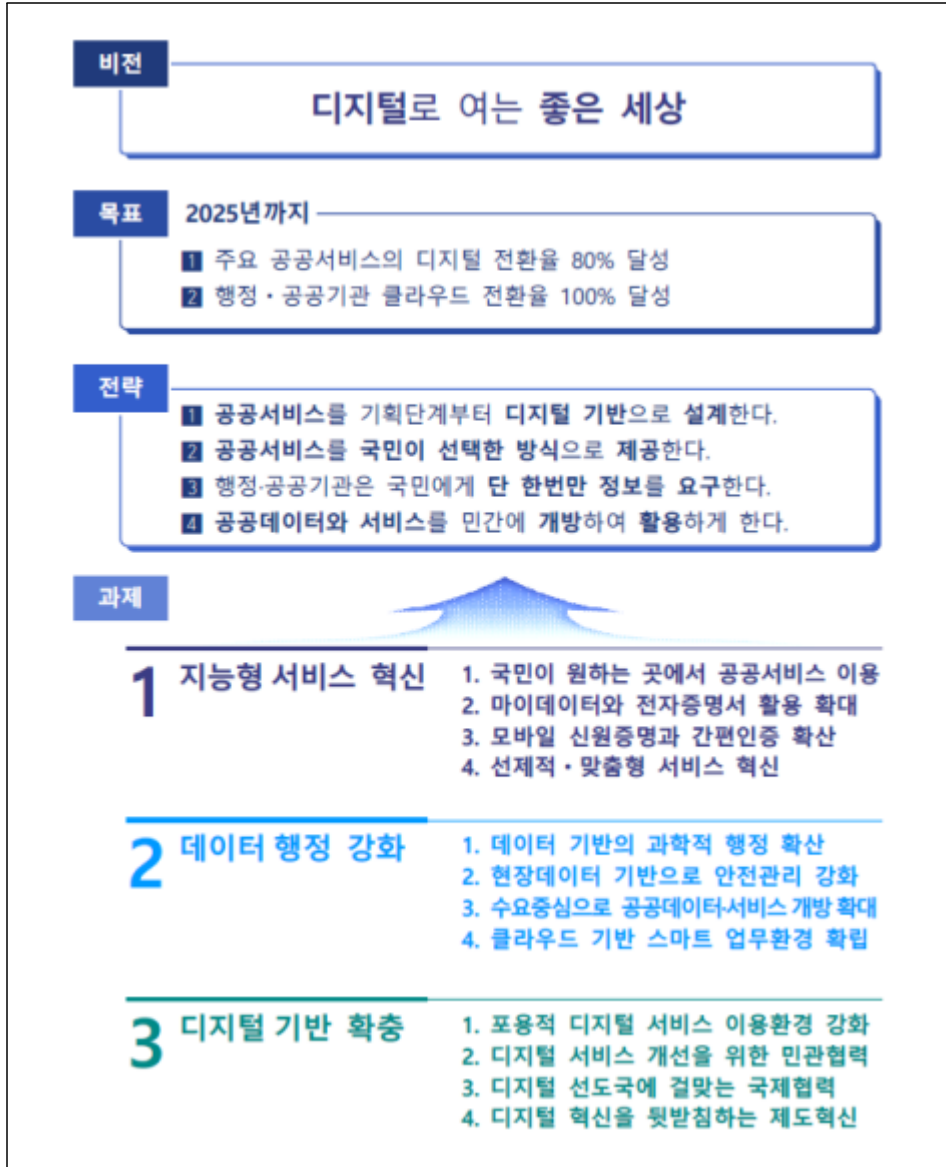 비전
디지털로 여는 좋은 세상
목표
2025년까지
1 주요 공공서비스의 디지털 전환율 80% 달성
2 행정・공공기관 클라우드 전환율 100% 달성
전략
1 공공서비스를 기획단계부터 디지털 기반으로 설계한다.
2 공공서비스를 국민이 선택한 방식으로 제공한다.
3 행정·공공기관은 국민에게 단 한번만 정보를 요구한다.
4 공공데이터와 서비스를 민간에 개방하여 활용하게 한다.
과제
1 지능형 서비스 혁신
1. 국민이 원하는 곳에서 공공서비스 이용
2. 마이데이터와 전자증명서 활용 확대
3. 모바일 신원증명과 간편인증 확산
4. 선제적・맞춤형 서비스 혁신
2 데이터 행정 강화
1. 데이터 기반의 과학적 행정 확산
2. 현장데이터 기반으로 안전관리 강화
3. 수요중심으로 공공데이터·서비스 개방 확대
4. 클라우드 기반 스마트 업무환경 확립
3 디지털 기반 확충
1. 포용적 디지털 서비스 이용환경 강화
2. 디지털 서비스 개선을 위한 민관협력
3. 디지털 선도국에 걸맞는 국제협력
4. 디지털 혁신을 뒷받침하는 제도혁신